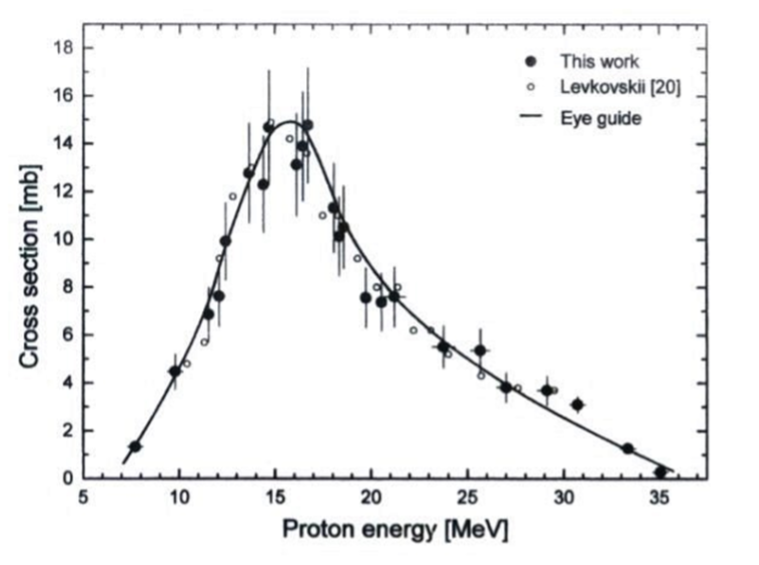 18
16
14
12
10
8
6
4
2
0
Cross section [mb]
This work
Levkovskii [20]
Eye guide
5 10 15 20 25 30 35
Proton energy [MeV]